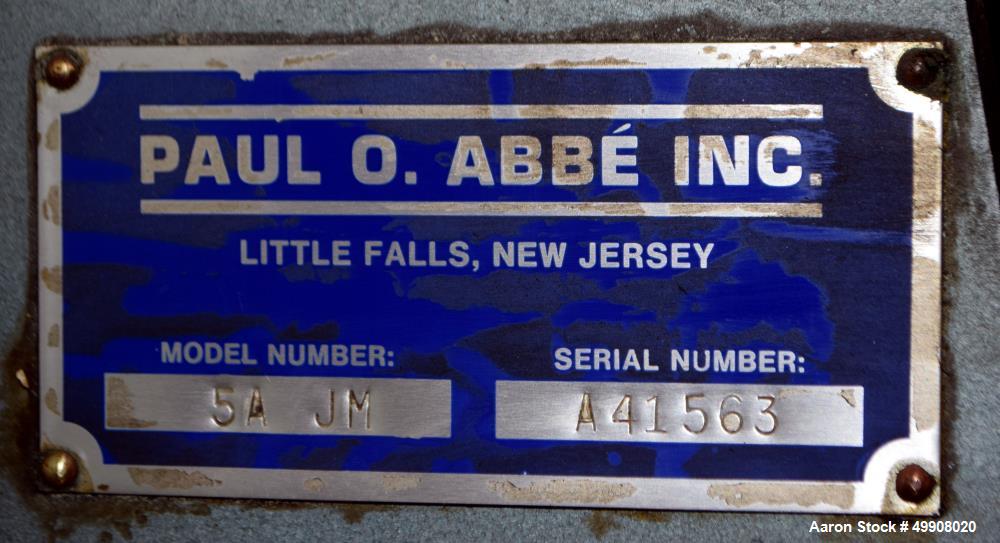 PAUL O. ABBÉ INC.
LITTLE FALLS, NEW JERSEY
MODEL NUMBER: SERIAL NUMBER:
5A JM A41563
Aaron Stock # 49908020